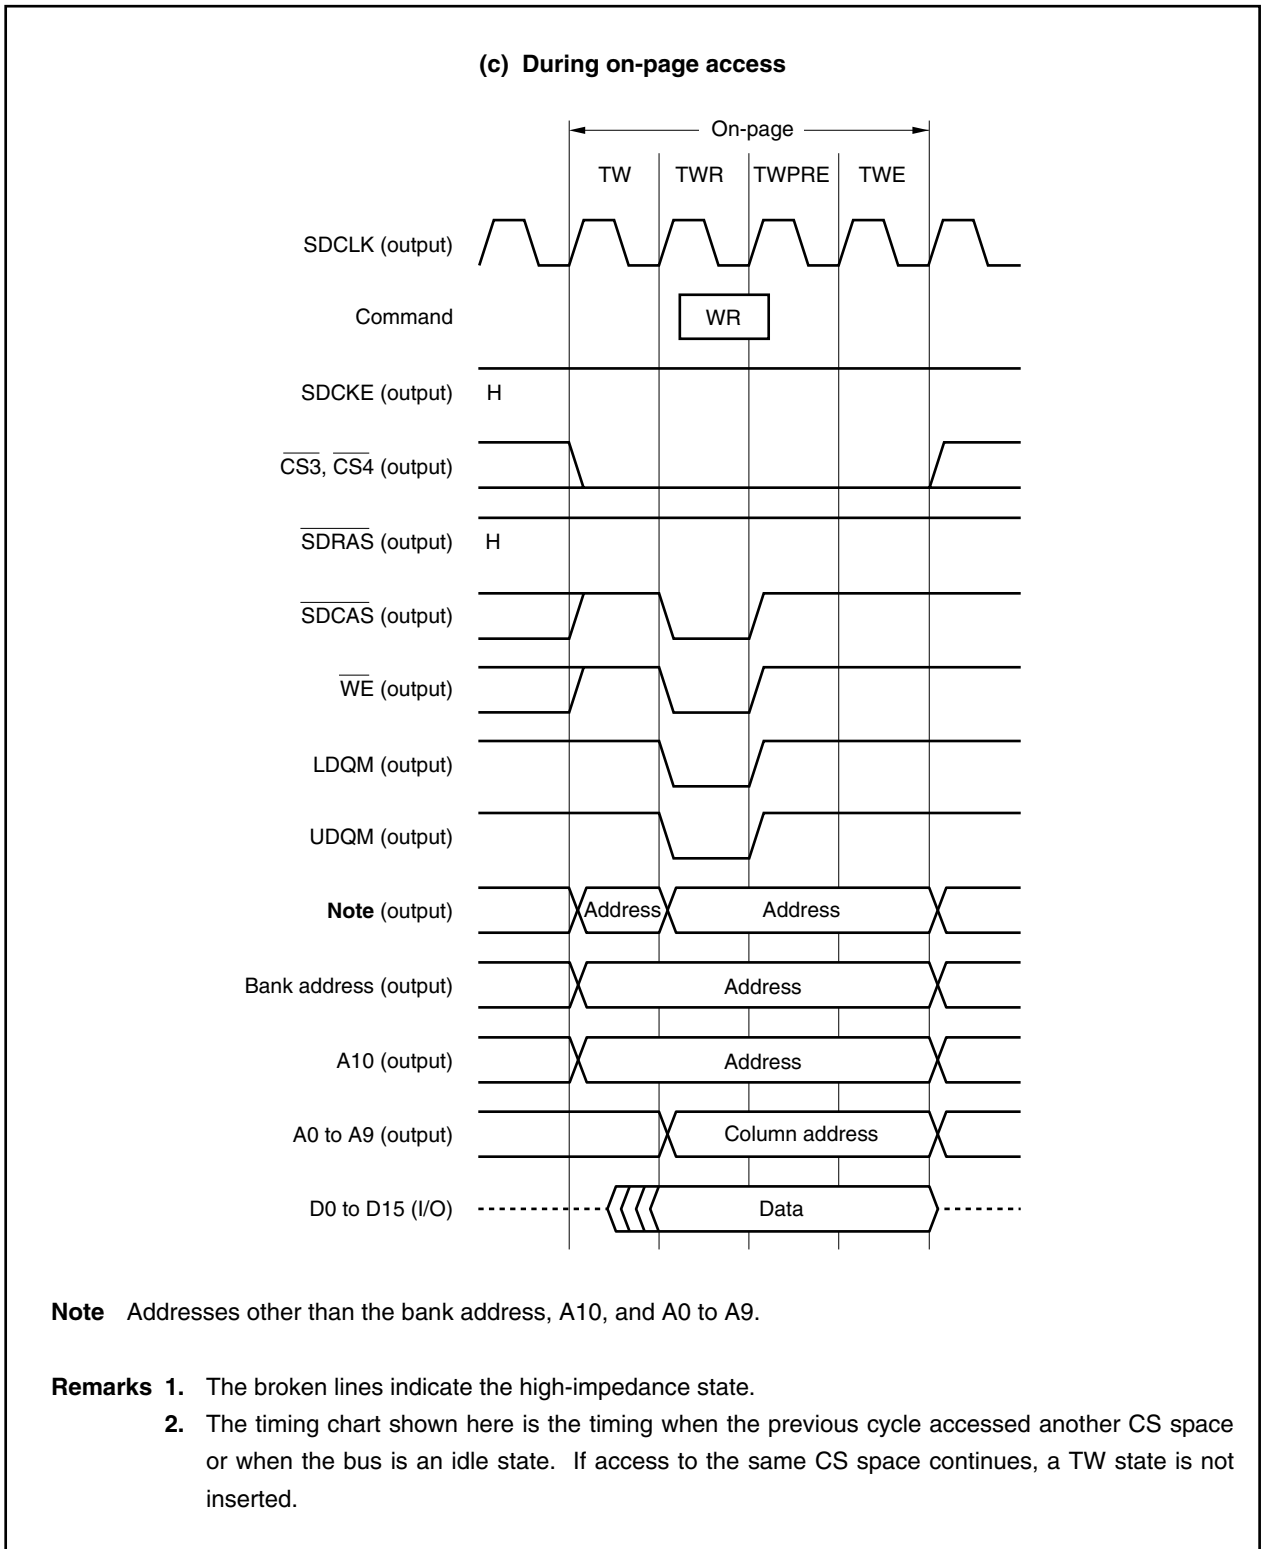 (c) During on-page access
On-page
TW TWR TWPRE TWE
SDCLK (output)
Command WR
SDCKE (output) H
CS3, CS4 (output)
SDRAS (output) H
SDCAS (output)
WE (output)
LDQM (output)
UDQM (output)
Note (output) Address Address
Bank address (output) Address
A10 (output) Address
A0 to A9 (output) Column address
D0 to D15 (I/O) Data
Note Addresses other than the bank address, A10, and A0 to A9.
Remarks 1. The broken lines indicate the high-impedance state.
2. The timing chart shown here is the timing when the previous cycle accessed another CS space
or when the bus is an idle state. If access to the same CS space continues, a TW state is not
inserted.